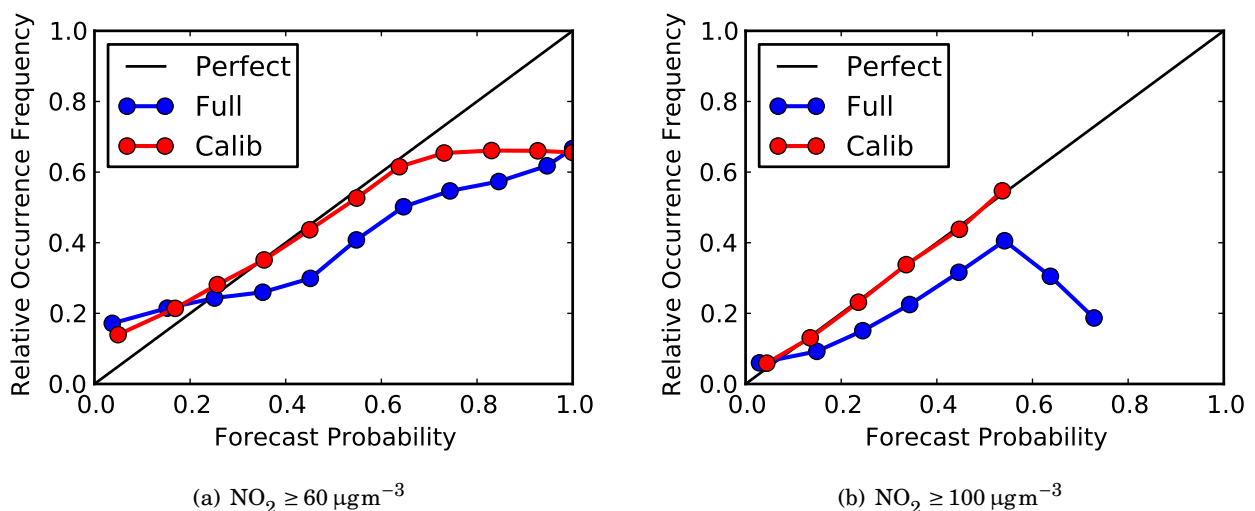 Relative Occurrence Frequency
1.0
0.8
0.6
0.4
0.2
0.0
Perfect
Full
Calib
0.0 0.2 0.4 0.6 0.8 1.0
Forecast Probability
(a) NO₂ ≥ 60 μgm⁻³
Relative Occurrence Frequency
1.0
0.8
0.6
0.4
0.2
0.0
Perfect
Full
Calib
0.0 0.2 0.4 0.6 0.8 1.0
Forecast Probability
(b) NO₂ ≥ 100 μgm⁻³